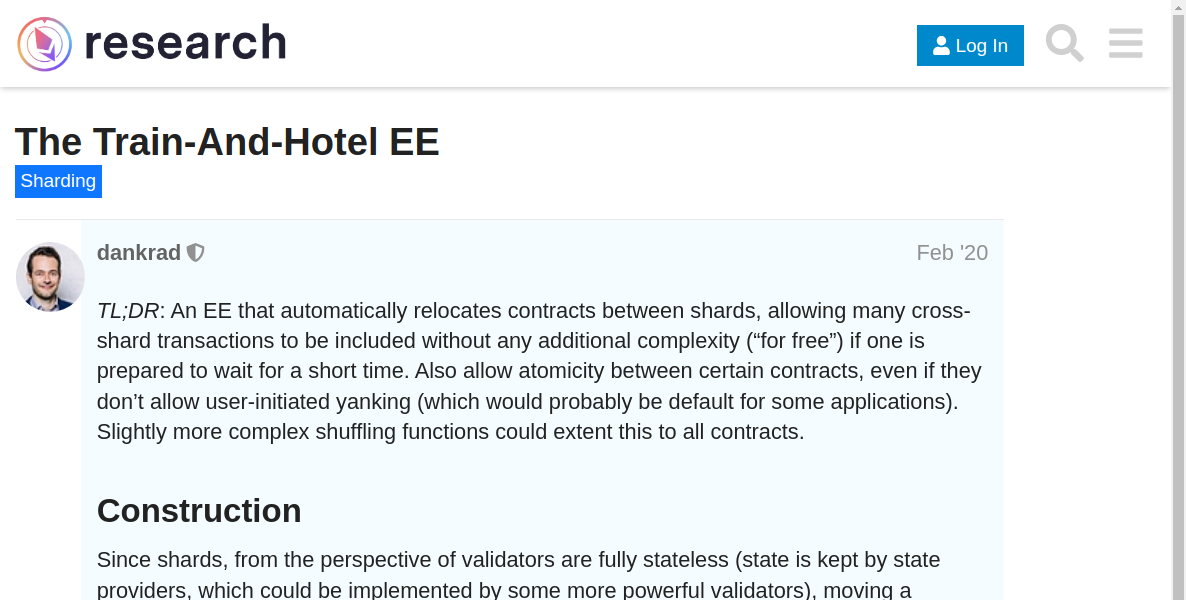 research
Log In
The Train-And-Hotel EE
Sharding
dankrad
Feb '20
TL;DR: An EE that automatically relocates contracts between shards, allowing many cross-
shard transactions to be included without any additional complexity (“for free”) if one is
prepared to wait for a short time. Also allow atomicity between certain contracts, even if they
don’t allow user-initiated yanking (which would probably be default for some applications).
Slightly more complex shuffling functions could extent this to all contracts.
Construction
Since shards, from the perspective of validators are fully stateless (state is kept by state
providers, which could be implemented by some more powerful validators), moving a